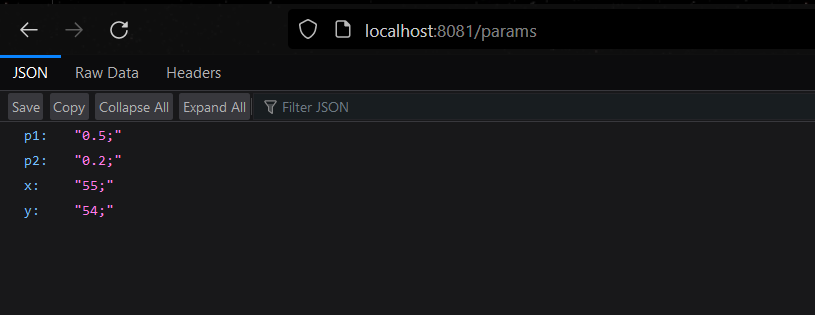 localhost:8081/params
JSON Raw Data Headers
Save Copy Collapse All Expand All Filter JSON
p1: "0.5;"
p2: "0.2;"
x: "55;"
y: "54;"